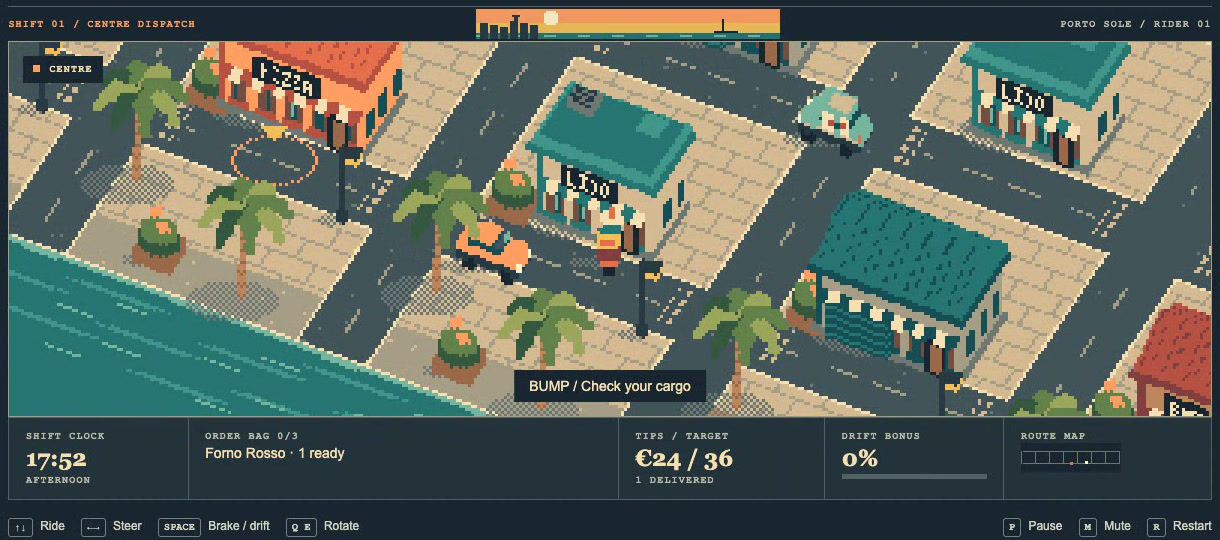 SHIFT 01 / CENTRE DISPATCH
PORTO SOLE / RIDER 01
CENTRE
LIDO
LIDO
BUMP / Check your cargo
SHIFT CLOCK
17:52
AFTERNOON
ORDER BAG 0/3
Forno Rosso · 1 ready
TIPS / TARGET
€24 / 36
1 DELIVERED
DRIFT BONUS
0%
ROUTE MAP
↑↓ Ride
←→ Steer
SPACE Brake / drift
Q E Rotate
P Pause
M Mute
R Restart